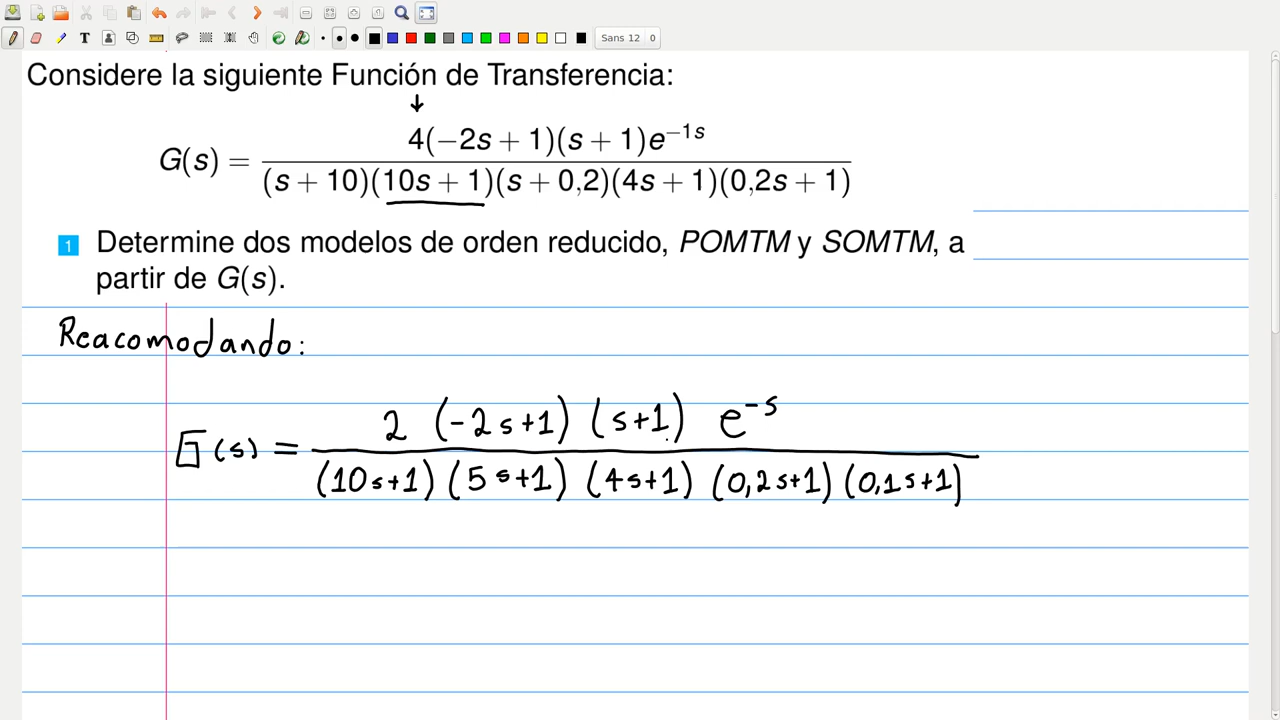 T
Sans 12 0
Considere la siguiente Función de Transferencia:
↓
G(s) = 4(−2s + 1)(s + 1)e^{−1s} / (s + 10)(10s + 1)(s + 0,2)(4s + 1)(0,2s + 1)
1 Determine dos modelos de orden reducido, POMTM y SOMTM, a
partir de G(s).
Reacomodando:
G(s) = 2 (-2s+1) (s+1) e^{-s} / (10s+1) (5s+1) (4s+1) (0,2s+1) (0,1s+1)